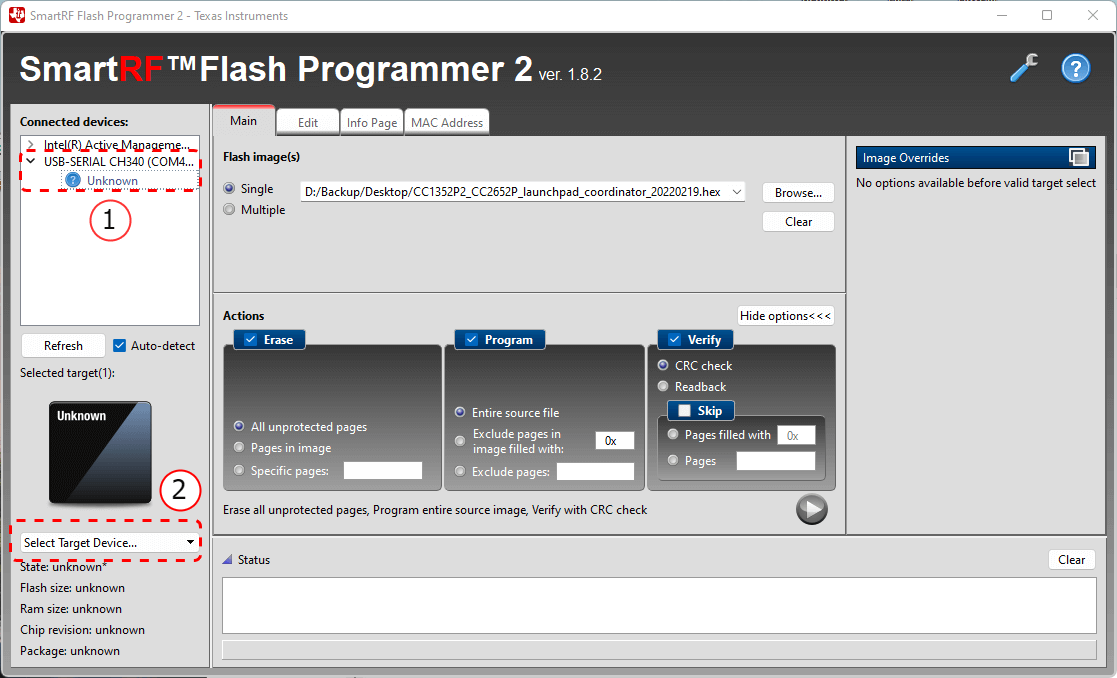 SmartRF Flash Programmer 2 - Texas Instruments
SmartRF™Flash Programmer 2 ver. 1.8.2
?
Connected devices:
Intel(R) Active Manageme...
USB-SERIAL CH340 (COM4...
? Unknown
1
Refresh
Auto-detect
Selected target(1):
Unknown
2
Select Target Device...
State: unknown*
Flash size: unknown
Ram size: unknown
Chip revision: unknown
Package: unknown
Main Edit Info Page MAC Address
Flash image(s)
Single
D:/Backup/Desktop/CC1352P2_CC2652P_launchpad_coordinator_20220219.hex
Browse...
Multiple
Clear
Actions
Hide options<<<
Erase
All unprotected pages
Pages in image
Specific pages:
Program
Entire source file
Exclude pages in
image filled with:
0x
Exclude pages:
Verify
CRC check
Readback
Skip
Pages filled with 0x
Pages
Erase all unprotected pages, Program entire source image, Verify with CRC check
Image Overrides
No options available before valid target select
Status
Clear